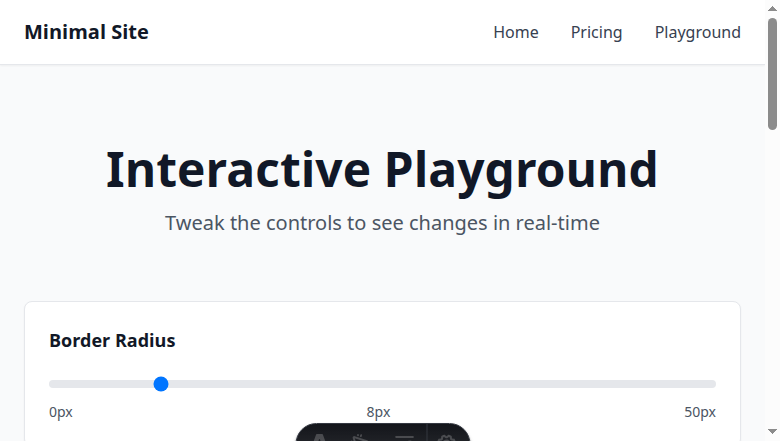 Minimal Site
Home Pricing Playground
Interactive Playground
Tweak the controls to see changes in real-time
Border Radius
0px 8px 50px